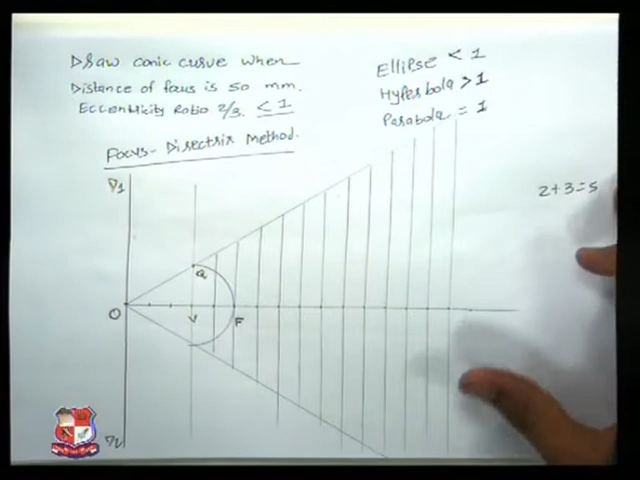 Draw conic curve when
Distance of focus is 50 mm.
Eccentricity Ratio 2/3. < 1
Focus-Directrix Method.
Ellipse < 1
Hyperbola > 1
Parabola = 1
2+3=5
D1
Q
O
V
F